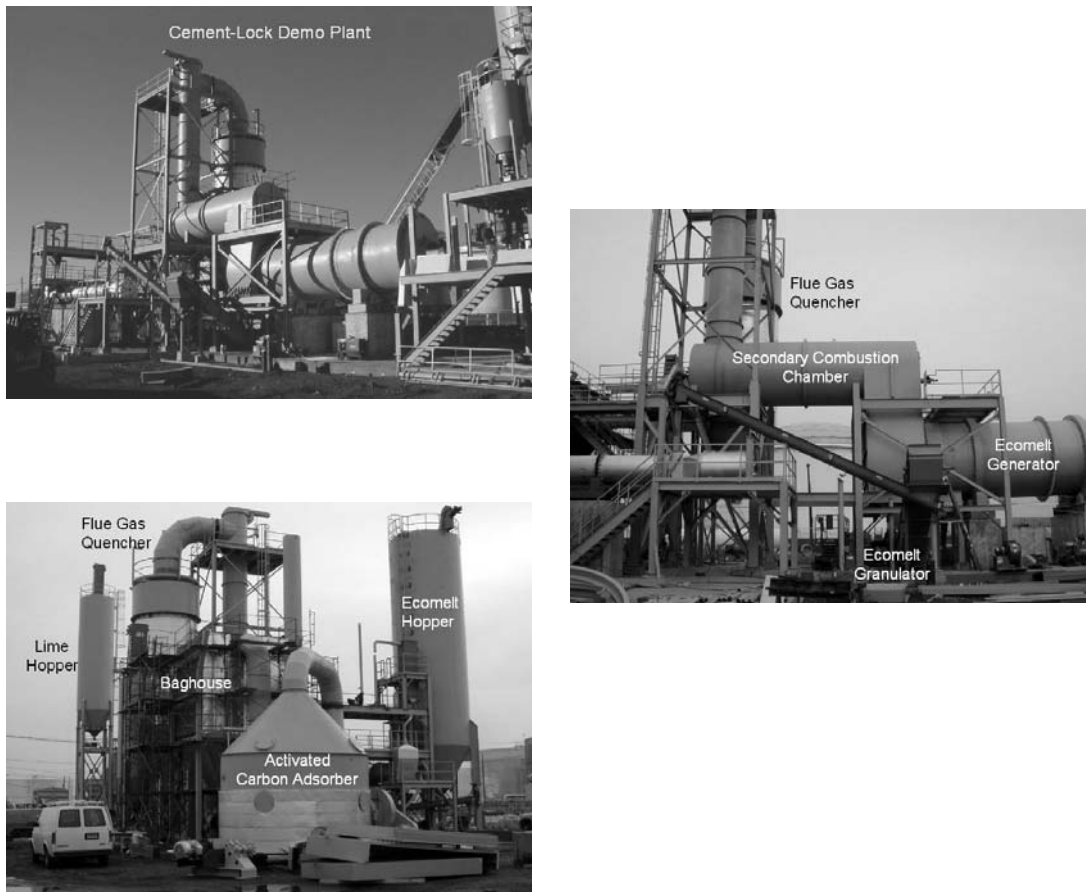 Cement-Lock Demo Plant
Flue Gas
Quencher
Secondary Combustion
Chamber
Ecomelt
Generator
Ecomelt
Granulator
Flue Gas
Quencher
Ecomelt
Hopper
Lime
Hopper
Baghouse
Activated
Carbon Adsorber